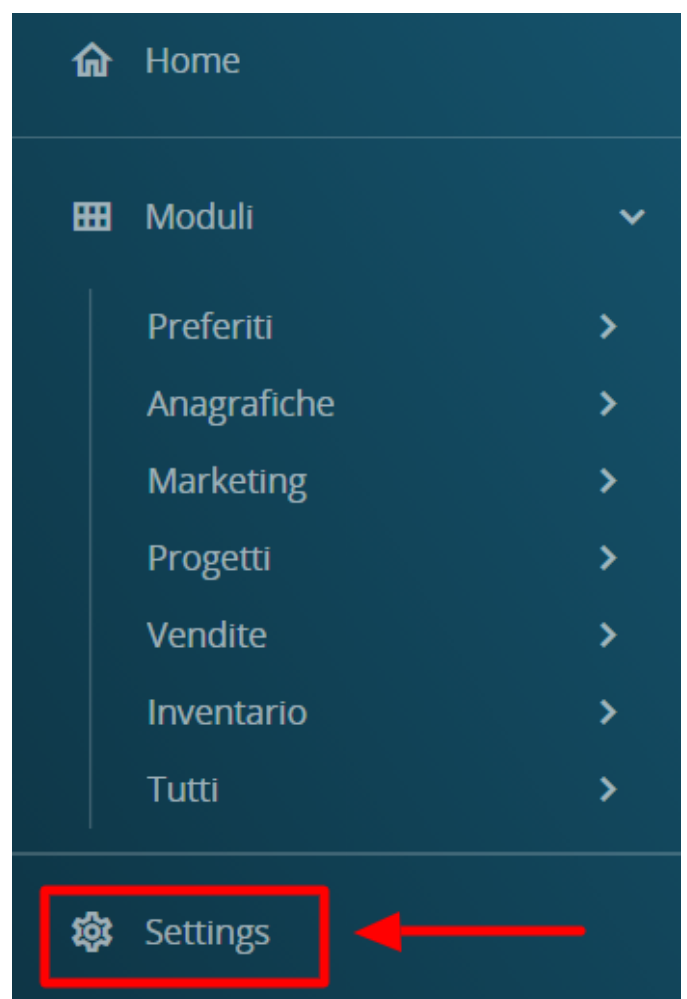 Home
Moduli
Preferiti
Anagrafiche
Marketing
Progetti
Vendite
Inventario
Tutti
Settings